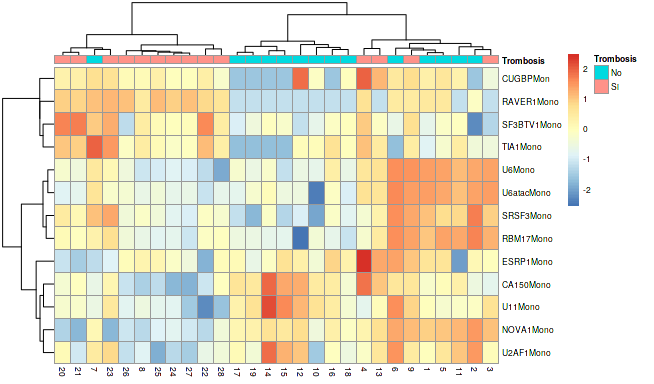 Trombosis
Trombosis
No
SI
2
1
0
-1
-2
CUGBPMon
RAVER1Mono
SF3BTV1Mono
TIA1Mono
U6Mono
U6atacMono
SRSF3Mono
RBM17Mono
ESRP1Mono
CA150Mono
U11Mono
NOVA1Mono
U2AF1Mono
20 21 7 23 26 8 25 24 27 22 28 17 19 14 15 12 10 16 18 4 13 6 9 1 5 11 2 3